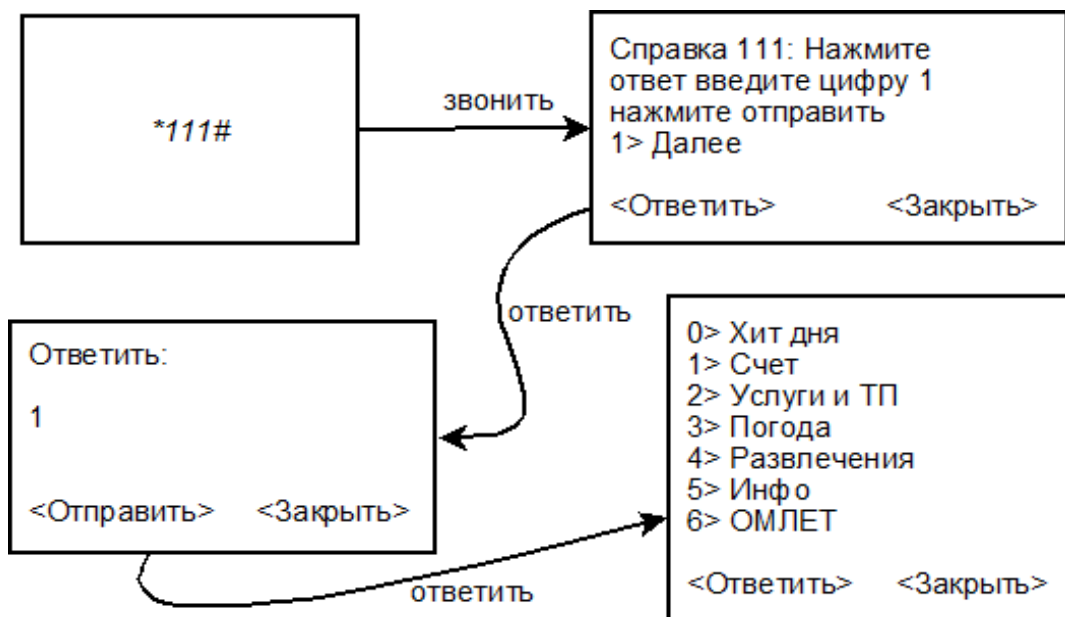 *111#
звонить
Справка 111: Нажмите
ответ введите цифру 1
нажмите отправить
1> Далее
<Ответить> <Закрыть>
ответить
Ответить:
1
<Отправить> <Закрыть>
ответить
0> Хит дня
1> Счет
2> Услуги и ТП
3> Погода
4> Развлечения
5> Инфо
6> ОМЛЕТ
<Ответить> <Закрыть>